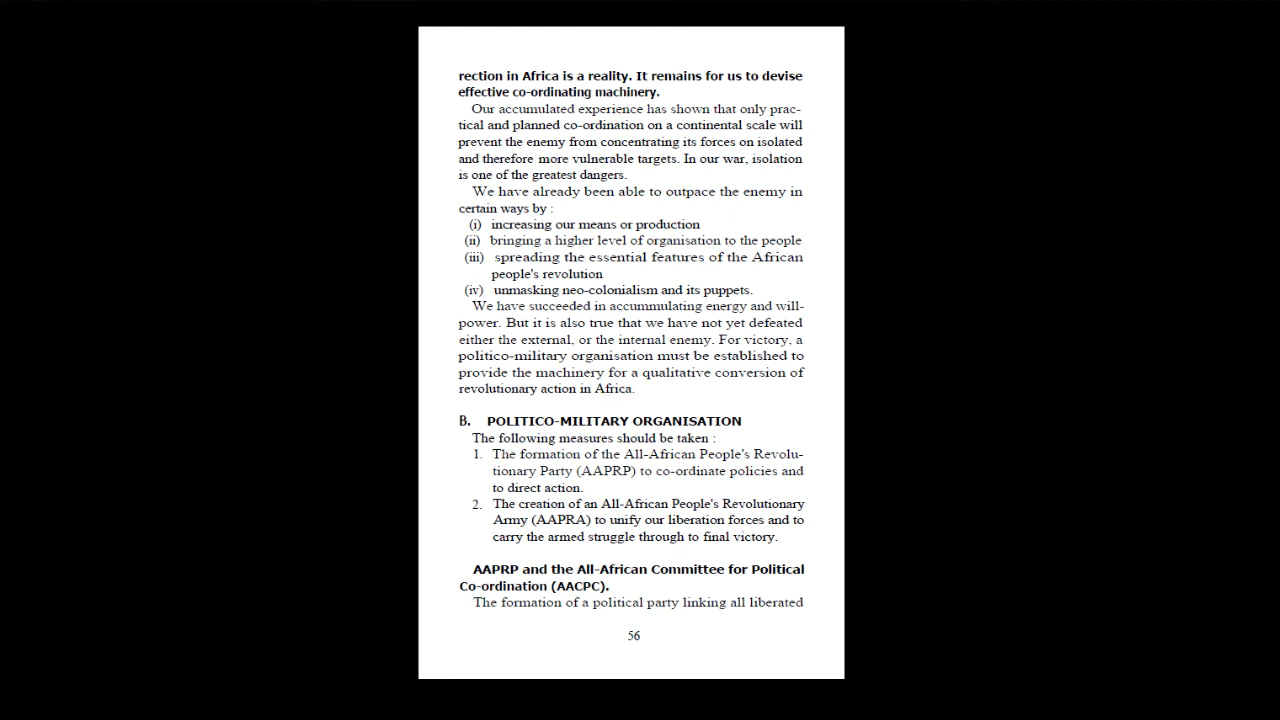 rection in Africa is a reality. It remains for us to devise
effective co-ordinating machinery.
Our accumulated experience has shown that only prac-
tical and planned co-ordination on a continental scale will
prevent the enemy from concentrating its forces on isolated
and therefore more vulnerable targets. In our war, isolation
is one of the greatest dangers.
We have already been able to outpace the enemy in
certain ways by :
(i) increasing our means or production
(ii) bringing a higher level of organisation to the people
(iii) spreading the essential features of the African
people's revolution
(iv) unmasking neo-colonialism and its puppets.
We have succeeded in accummulating energy and will-
power. But it is also true that we have not yet defeated
either the external, or the internal enemy. For victory, a
politico-military organisation must be established to
provide the machinery for a qualitative conversion of
revolutionary action in Africa.
B. POLITICO-MILITARY ORGANISATION
The following measures should be taken :
1. The formation of the All-African People's Revolu-
tionary Party (AAPRP) to co-ordinate policies and
to direct action.
2. The creation of an All-African People's Revolutionary
Army (AAPRA) to unify our liberation forces and to
carry the armed struggle through to final victory.
AAPRP and the All-African Committee for Political
Co-ordination (AACPC).
The formation of a political party linking all liberated
56